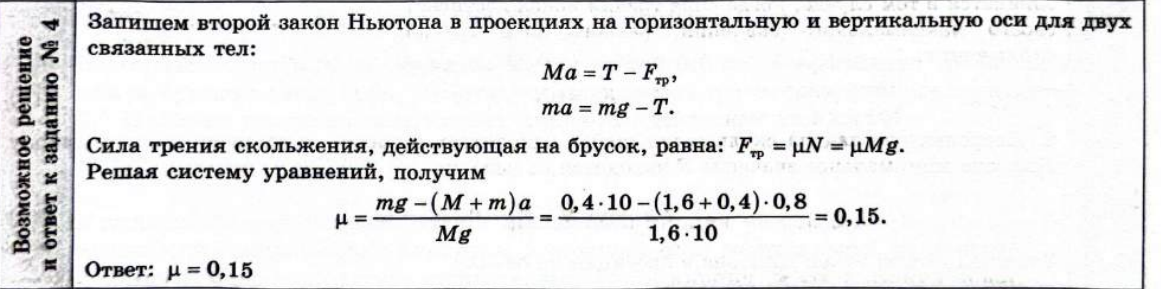 Возможное решение
и ответ к заданию № 4
Запишем второй закон Ньютона в проекциях на горизонтальную и вертикальную оси для двух
связанных тел:
Ma = T – Fтр,
ma = mg – T.
Сила трения скольжения, действующая на брусок, равна: Fтр = μN = μMg.
Решая систему уравнений, получим
μ = (mg – (M + m)a) / Mg = (0,4 · 10 – (1,6 + 0,4) · 0,8) / (1,6 · 10) = 0,15.
Ответ: μ = 0,15